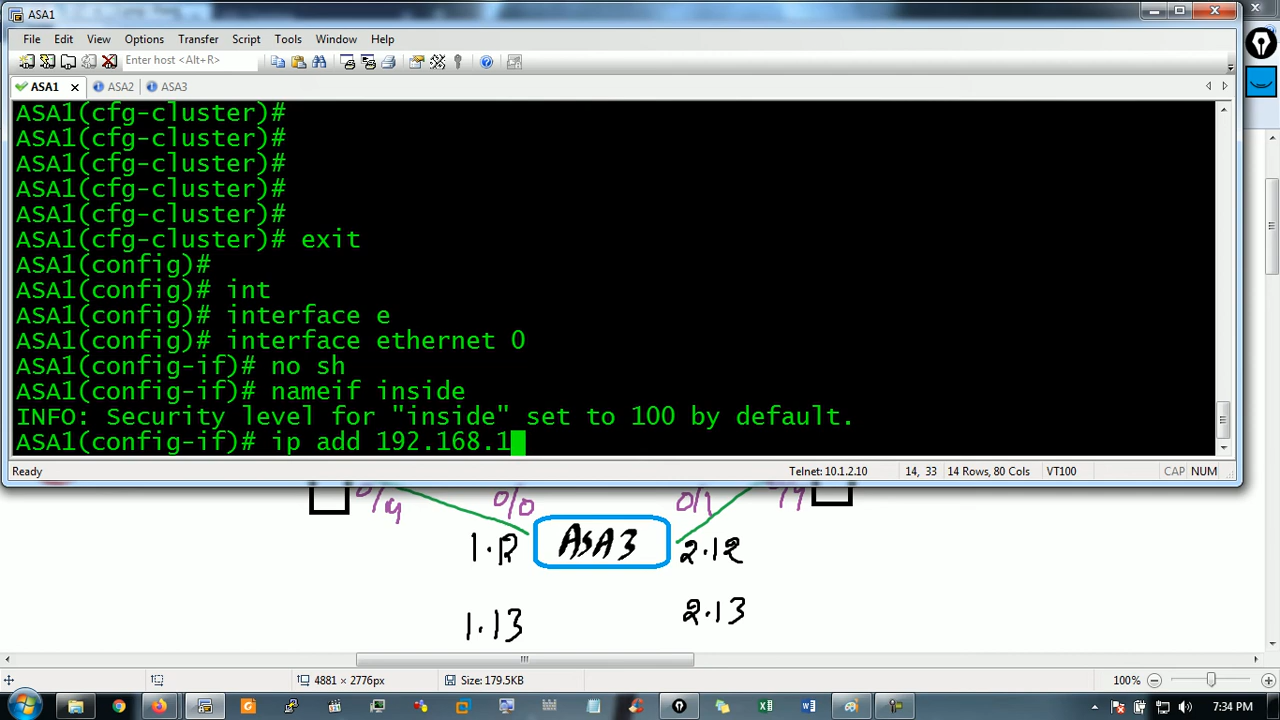 ASA1
File Edit View Options Transfer Script Tools Window Help
Enter host <Alt+R>
ASA1 ASA2 ASA3
ASA1(cfg-cluster)#
ASA1(cfg-cluster)#
ASA1(cfg-cluster)#
ASA1(cfg-cluster)#
ASA1(cfg-cluster)#
ASA1(cfg-cluster)# exit
ASA1(config)#
ASA1(config)# int
ASA1(config)# interface e
ASA1(config)# interface ethernet 0
ASA1(config-if)# no sh
ASA1(config-if)# nameif inside
INFO: Security level for "inside" set to 100 by default.
ASA1(config-if)# ip add 192.168.1
Ready Telnet: 10.1.2.10 14, 33 14 Rows, 80 Cols VT100 CAP NUM
0/0 0/1
1.12 ASA3 2.12
1.13 2.13
4881 × 2776px Size: 179.5KB 100%
7:34 PM